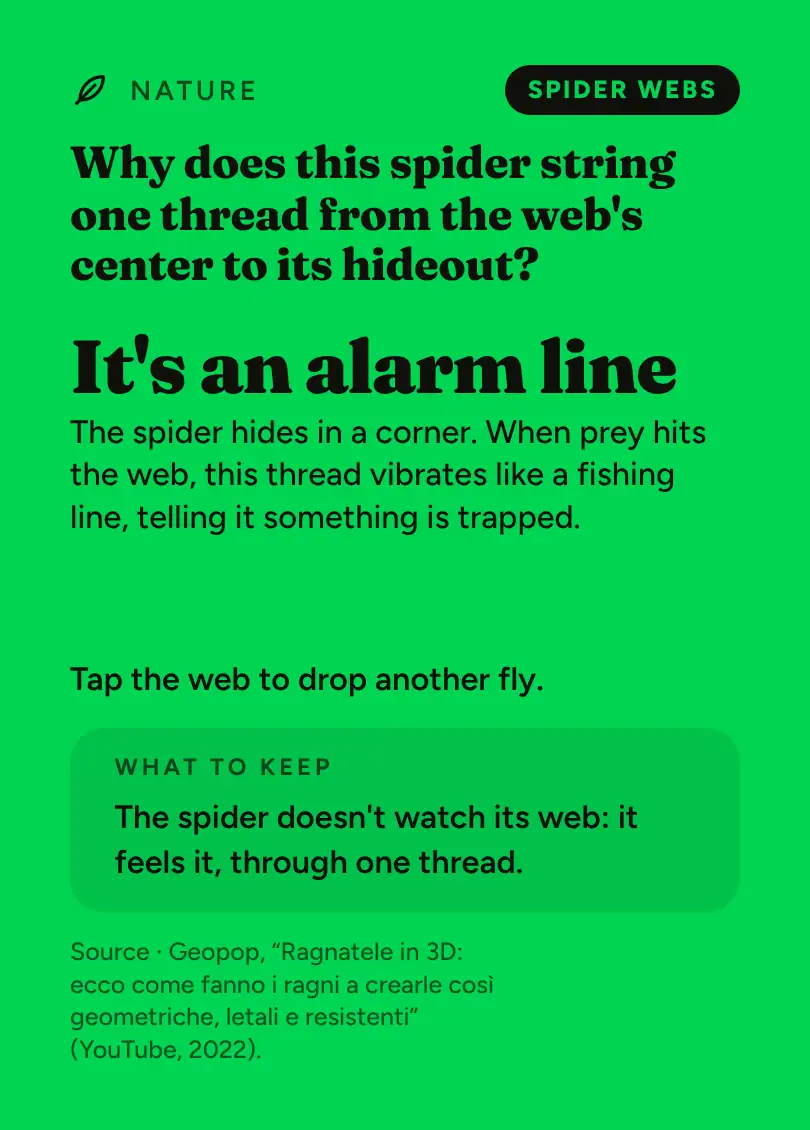 NATURE
SPIDER WEBS
Why does this spider string
one thread from the web's
center to its hideout?
It's an alarm line
The spider hides in a corner. When prey hits
the web, this thread vibrates like a fishing
line, telling it something is trapped.
Tap the web to drop another fly.
WHAT TO KEEP
The spider doesn't watch its web: it
feels it, through one thread.
Source · Geopop, “Ragnatele in 3D:
ecco come fanno i ragni a crearle così
geometriche, letali e resistenti”
(YouTube, 2022).